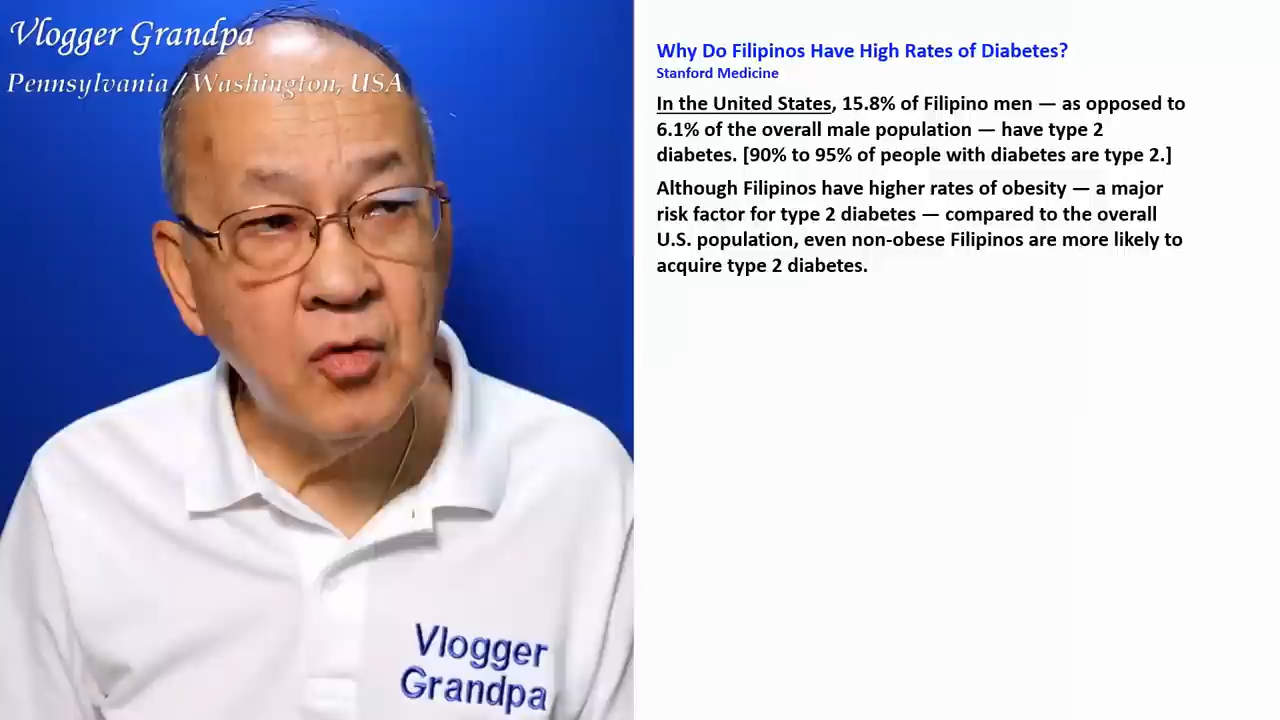 Vlogger Grandpa
Pennsylvania / Washington, USA
Why Do Filipinos Have High Rates of Diabetes?
Stanford Medicine
In the United States, 15.8% of Filipino men — as opposed to
6.1% of the overall male population — have type 2
diabetes. [90% to 95% of people with diabetes are type 2.]
Although Filipinos have higher rates of obesity — a major
risk factor for type 2 diabetes — compared to the overall
U.S. population, even non-obese Filipinos are more likely to
acquire type 2 diabetes.
Vlogger
Grandpa